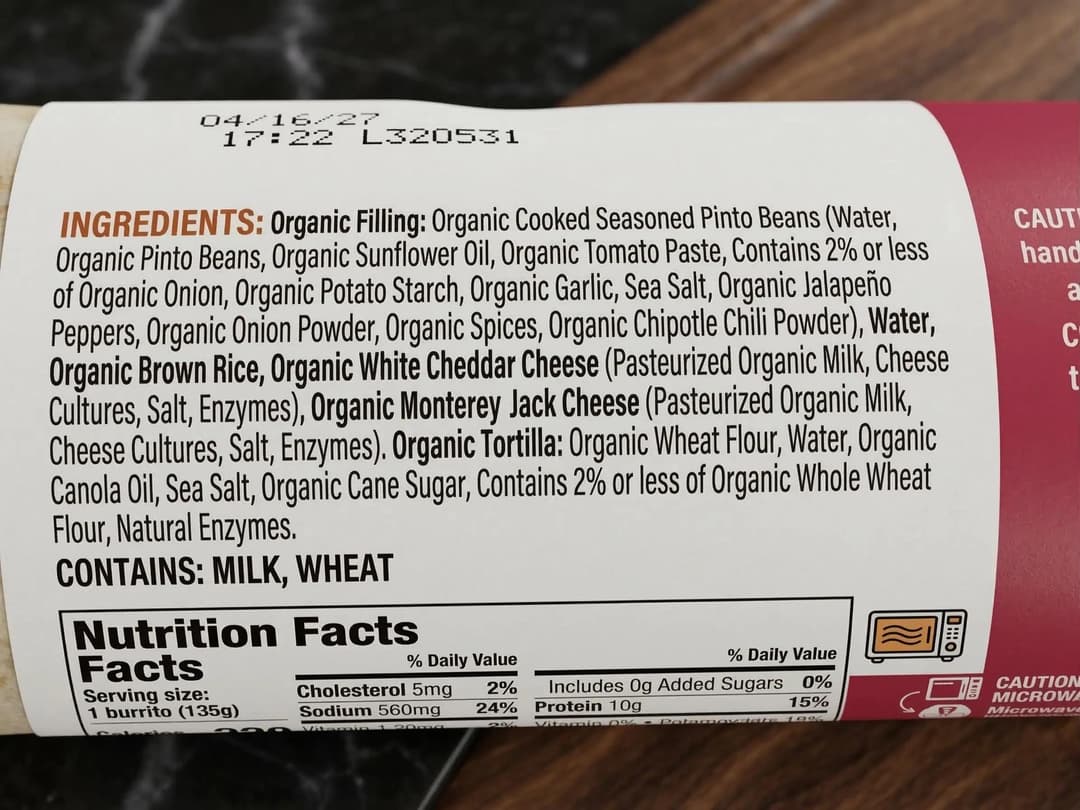 04/16/27
17:22 L320531
INGREDIENTS: Organic Filling: Organic Cooked Seasoned Pinto Beans (Water,
Organic Pinto Beans, Organic Sunflower Oil, Organic Tomato Paste, Contains 2% or less
of Organic Onion, Organic Potato Starch, Organic Garlic, Sea Salt, Organic Jalapeño
Peppers, Organic Onion Powder, Organic Spices, Organic Chipotle Chili Powder), Water,
Organic Brown Rice, Organic White Cheddar Cheese (Pasteurized Organic Milk, Cheese
Cultures, Salt, Enzymes), Organic Monterey Jack Cheese (Pasteurized Organic Milk,
Cheese Cultures, Salt, Enzymes). Organic Tortilla: Organic Wheat Flour, Water, Organic
Canola Oil, Sea Salt, Organic Cane Sugar, Contains 2% or less of Organic Whole Wheat
Flour, Natural Enzymes.
CONTAINS: MILK, WHEAT
Nutrition Facts
Facts
Serving size:
1 burrito (135g)
% Daily Value
Cholesterol 5mg 2%
Sodium 560mg 24%
% Daily Value
Includes 0g Added Sugars 0%
Protein 10g 15%
CAUTION
MICROWA
Microwave
CAUT
hand